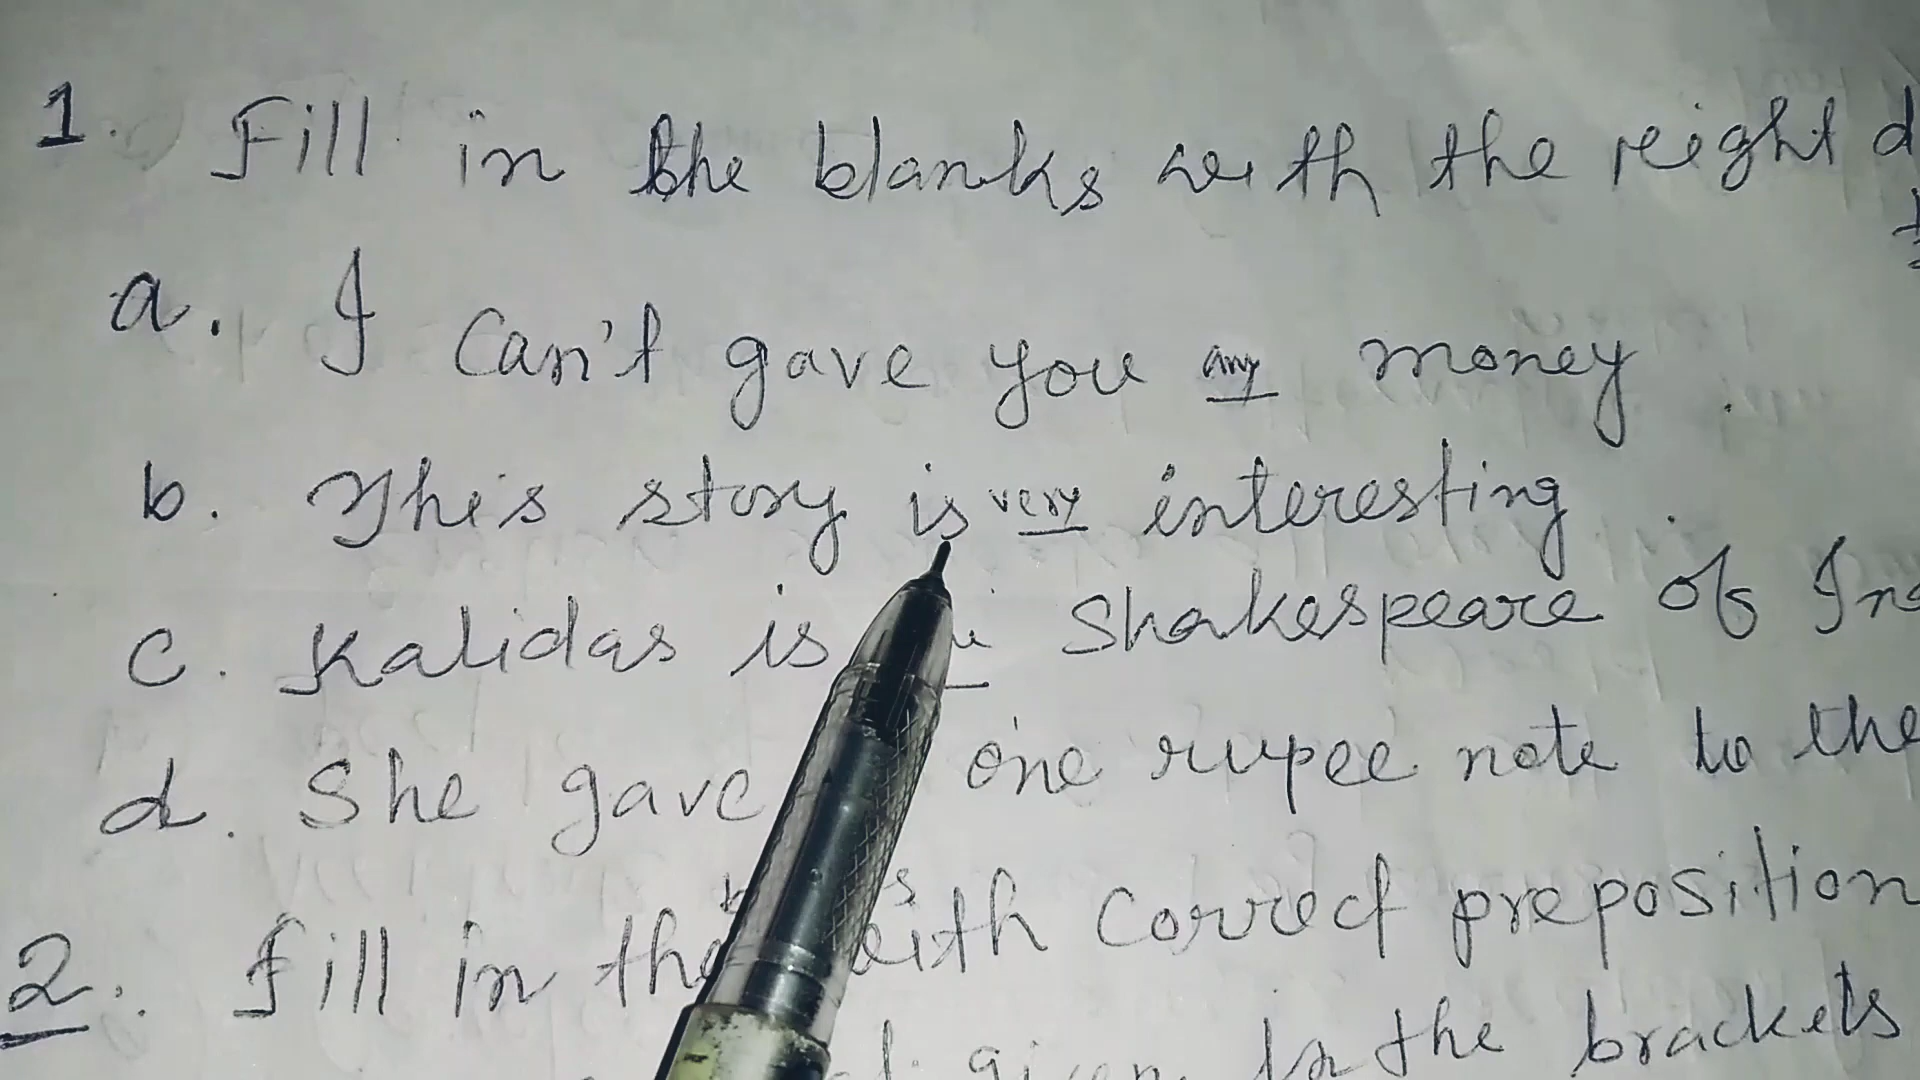 1. Fill in the blanks with the right
a. I can't gave you any money.
b. This story is very interesting.
c. Kalidas is Shakespeare of
d. She gave one rupee note to the
2. Fill in the with correct preposition
given in the brackets